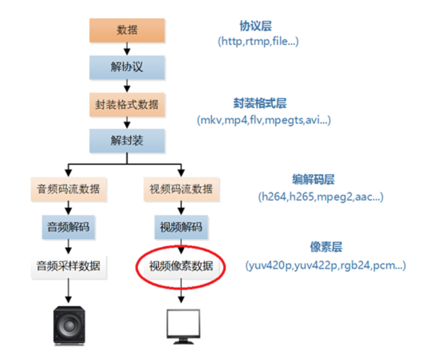 数据
协议层
(http,rtmp,file...)
解协议
封装格式数据
封装格式层
(mkv,mp4,flv,mpegts,avi...)
解封装
音频码流数据
视频码流数据
编解码层
(h264,h265,mpeg2,aac...)
音频解码
视频解码
像素层
音频采样数据
视频像素数据
(yuv420p,yuv422p,rgb24,pcm...)